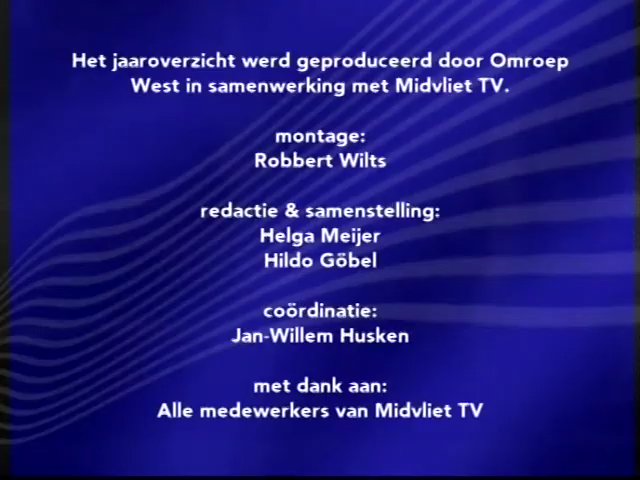 Het jaaroverzicht werd geproduceerd door Omroep
West in samenwerking met Midvliet TV.
montage:
Robbert Wilts
redactie & samenstelling:
Helga Meijer
Hildo Göbel
coördinatie:
Jan-Willem Husken
met dank aan:
Alle medewerkers van Midvliet TV